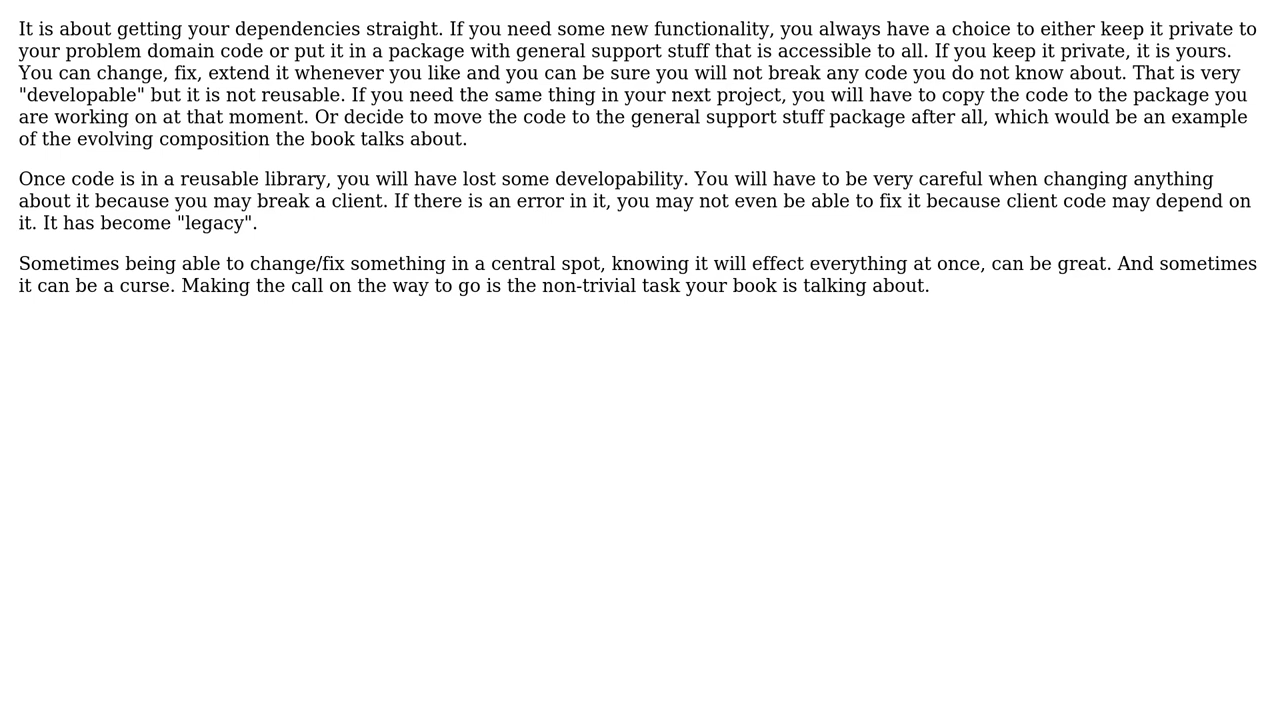 It is about getting your dependencies straight. If you need some new functionality, you always have a choice to either keep it private to
your problem domain code or put it in a package with general support stuff that is accessible to all. If you keep it private, it is yours.
You can change, fix, extend it whenever you like and you can be sure you will not break any code you do not know about. That is very
"developable" but it is not reusable. If you need the same thing in your next project, you will have to copy the code to the package you
are working on at that moment. Or decide to move the code to the general support stuff package after all, which would be an example
of the evolving composition the book talks about.
Once code is in a reusable library, you will have lost some developability. You will have to be very careful when changing anything
about it because you may break a client. If there is an error in it, you may not even be able to fix it because client code may depend on
it. It has become "legacy".
Sometimes being able to change/fix something in a central spot, knowing it will effect everything at once, can be great. And sometimes
it can be a curse. Making the call on the way to go is the non-trivial task your book is talking about.